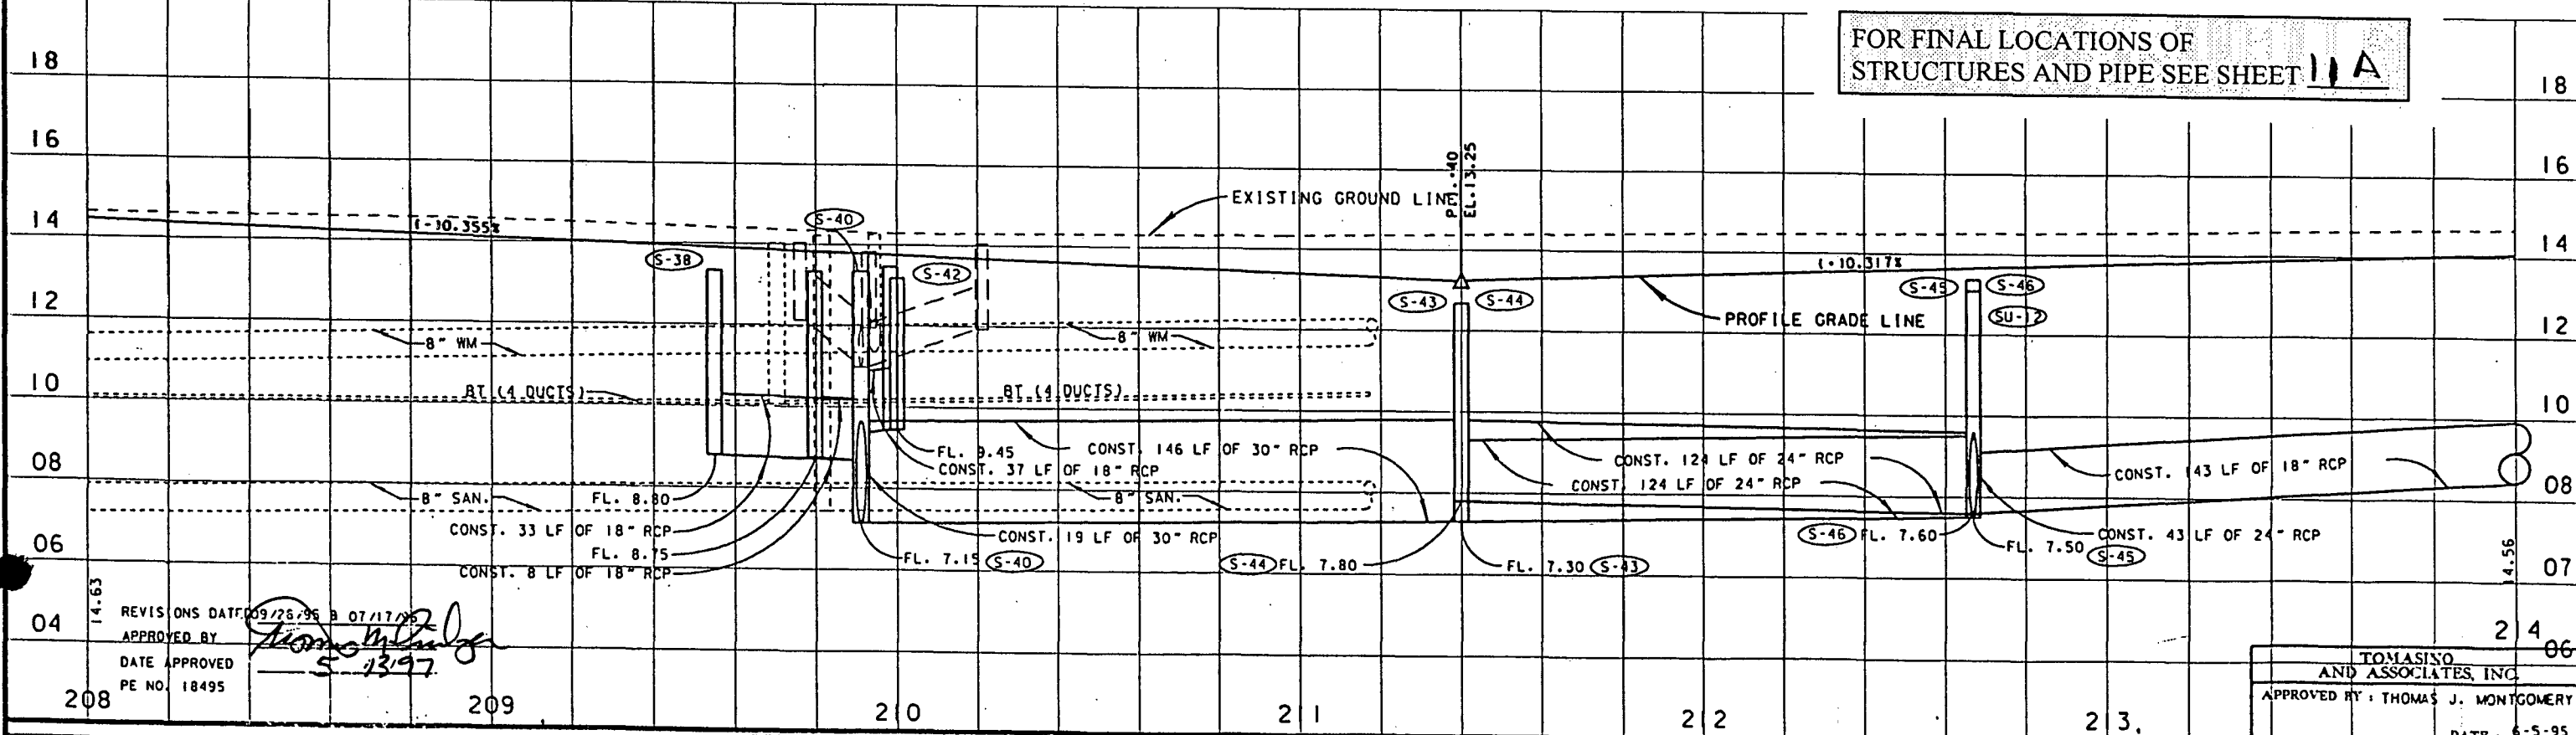 FOR FINAL LOCATIONS OF
STRUCTURES AND PIPE SEE SHEET 11A
18
18
16
16
14
14
12
12
10
10
08
08
06
07
04
06
P.I. +40
EL. 13.25
EXISTING GROUND LINE
(-)0.355%
(+)0.317%
S-40
S-38
S-42
S-43
S-44
S-45
S-46
SU-12
PROFILE GRADE LINE
8" WM
8" WM
BT (4 DUCTS)
BT (4 DUCTS)
FL. 9.45
CONST. 146 LF OF 30" RCP
CONST. 37 LF OF 18" RCP
CONST. 124 LF OF 24" RCP
CONST. 124 LF OF 24" RCP
CONST. 143 LF OF 18" RCP
8" SAN.
FL. 8.80
8" SAN.
CONST. 33 LF OF 18" RCP
CONST. 19 LF OF 30" RCP
S-46 FL. 7.60
CONST. 43 LF OF 24" RCP
FL. 8.75
FL. 7.15 S-40
FL. 7.50 S-45
CONST. 8 LF OF 18" RCP
S-44 FL. 7.80
FL. 7.30 S-43
14.63
14.56
REVISIONS DATE 09/28/95 & 07/17/96
APPROVED BY
DATE APPROVED 5-13-97
PE NO. 18495
208
209
210
211
212
213
214
TOMASINO
AND ASSOCIATES, INC
APPROVED BY : THOMAS J. MONTGOMERY
DATE : 6-5-95